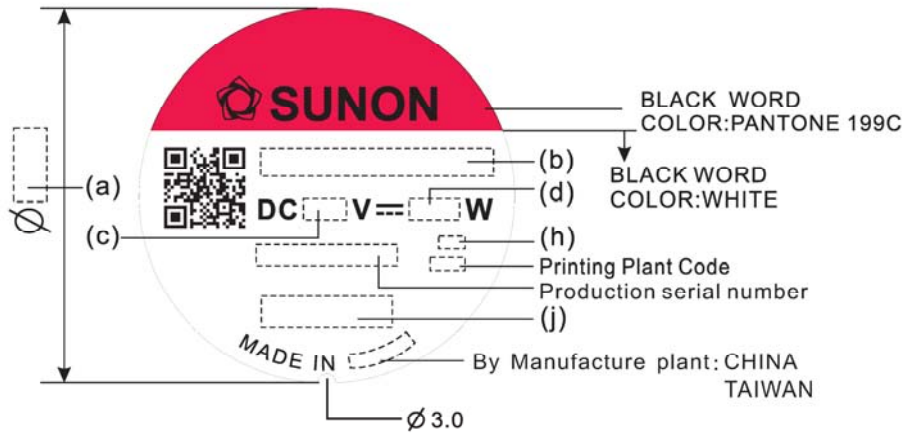 SUNON
BLACK WORD
COLOR:PANTONE 199C
(b)
BLACK WORD
COLOR:WHITE
(a)
(d)
DC V W
(c)
(h)
Printing Plant Code
Production serial number
(j)
MADE IN
By Manufacture plant: CHINA
TAIWAN
Ø
Ø 3.0